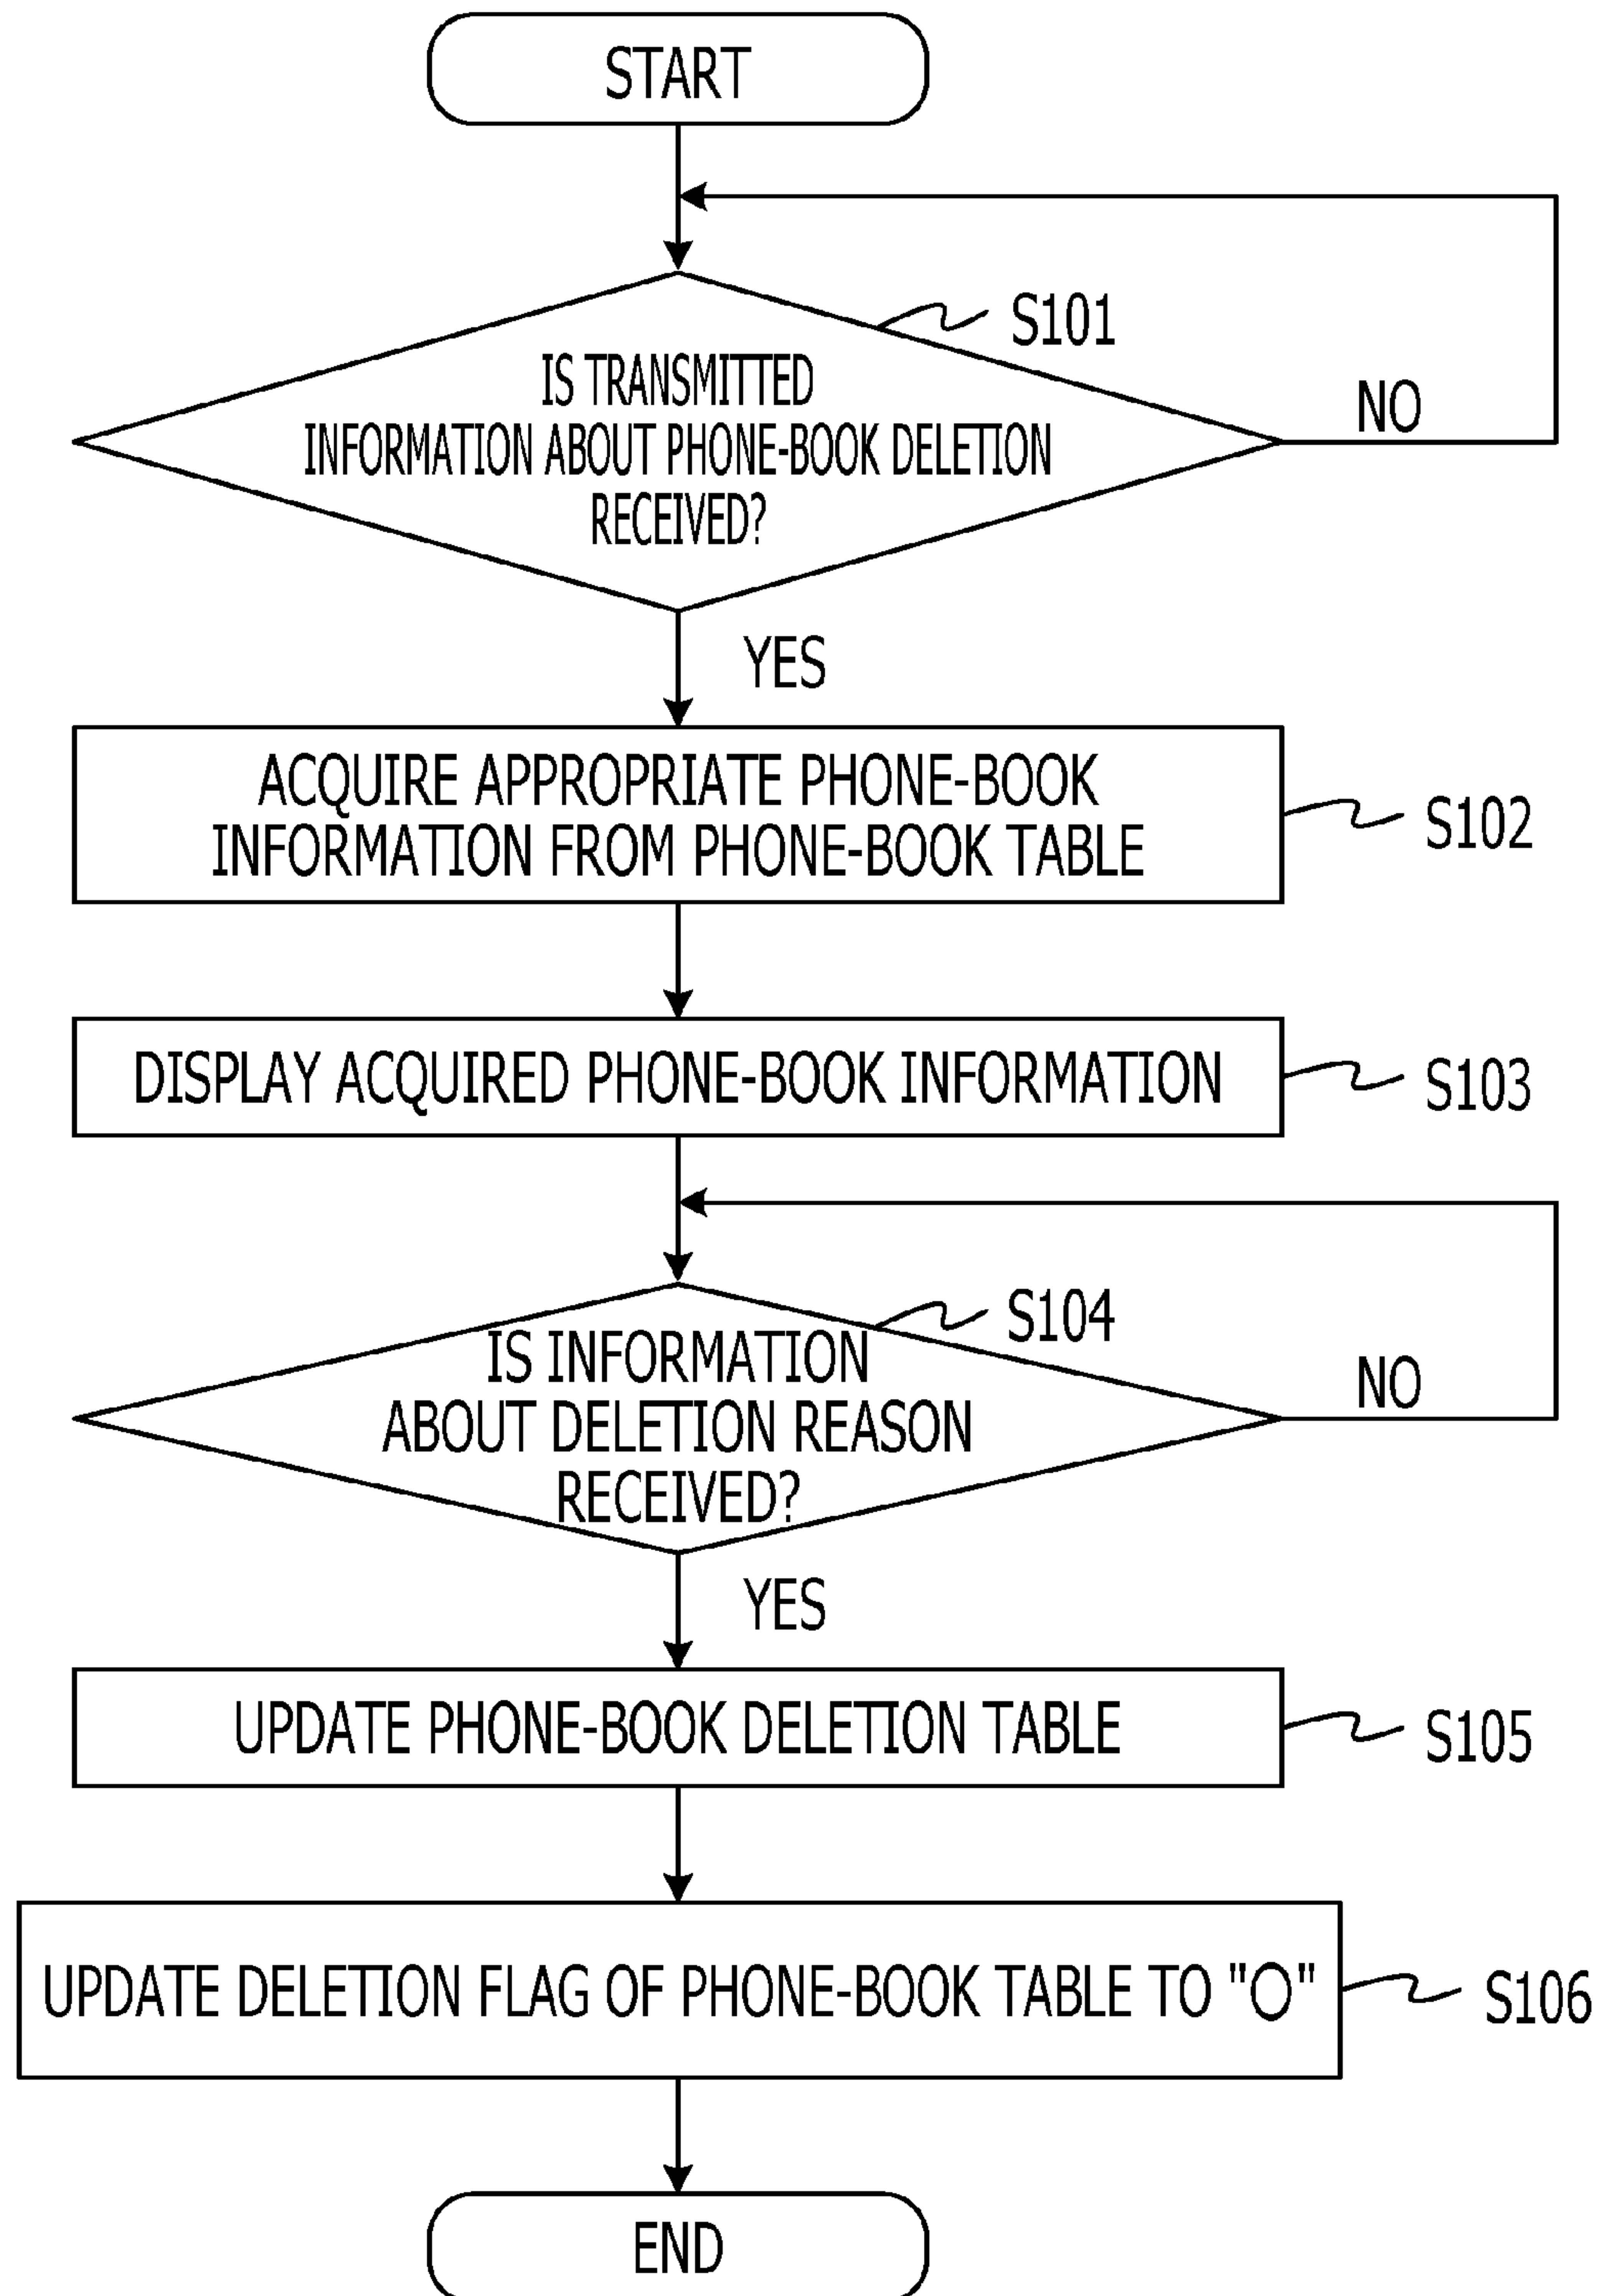 START
S101
IS TRANSMITTED
INFORMATION ABOUT PHONE-BOOK DELETION
RECEIVED?
NO
YES
ACQUIRE APPROPRIATE PHONE-BOOK
INFORMATION FROM PHONE-BOOK TABLE
S102
DISPLAY ACQUIRED PHONE-BOOK INFORMATION
S103
S104
IS INFORMATION
ABOUT DELETION REASON
RECEIVED?
NO
YES
UPDATE PHONE-BOOK DELETION TABLE
S105
UPDATE DELETION FLAG OF PHONE-BOOK TABLE TO "O"
S106
END